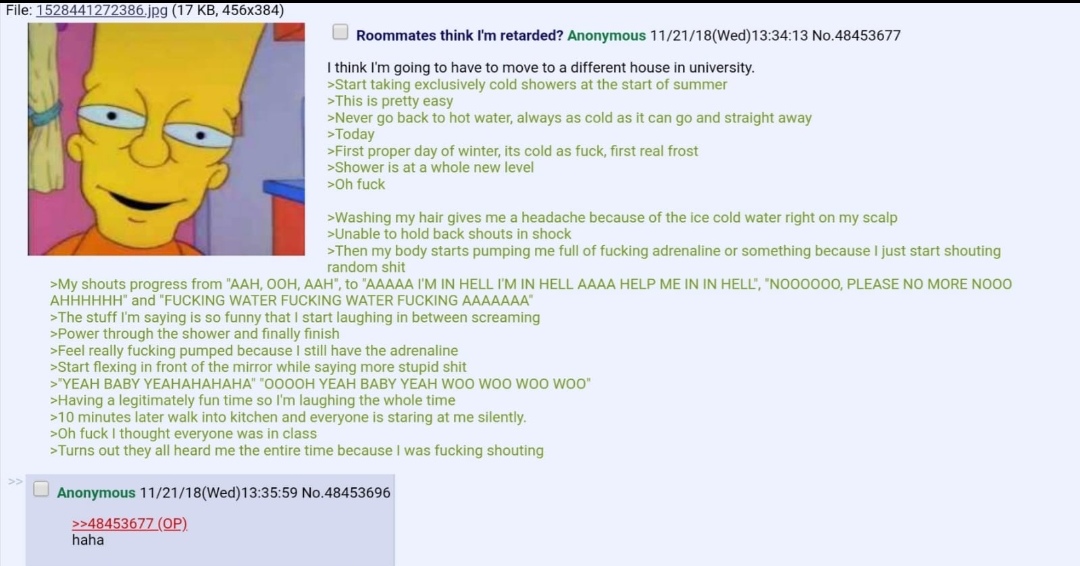 File: 1528441272386.jpg (17 KB, 456x384)
Roommates think I'm retarded? Anonymous 11/21/18(Wed)13:34:13 No.48453677
I think I'm going to have to move to a different house in university.
>Start taking exclusively cold showers at the start of summer
>This is pretty easy
>Never go back to hot water, always as cold as it can go and straight away
>Today
>First proper day of winter, its cold as fuck, first real frost
>Shower is at a whole new level
>Oh fuck
>Washing my hair gives me a headache because of the ice cold water right on my scalp
>Unable to hold back shouts in shock
>Then my body starts pumping me full of fucking adrenaline or something because I just start shouting
random shit
>My shouts progress from "AAH, OOH, AAH", to "AAAAA I'M IN HELL I'M IN HELL AAAA HELP ME IN IN HELL", "NOOOOOO, PLEASE NO MORE NOOO
AHHHHHH" and "FUCKING WATER FUCKING WATER FUCKING AAAAAAA"
>The stuff I'm saying is so funny that I start laughing in between screaming
>Power through the shower and finally finish
>Feel really fucking pumped because I still have the adrenaline
>Start flexing in front of the mirror while saying more stupid shit
>"YEAH BABY YEAHAHAHAHA" "OOOOH YEAH BABY YEAH WOO WOO WOO WOO"
>Having a legitimately fun time so I'm laughing the whole time
>10 minutes later walk into kitchen and everyone is staring at me silently.
>Oh fuck I thought everyone was in class
>Turns out they all heard me the entire time because I was fucking shouting
>> Anonymous 11/21/18(Wed)13:35:59 No.48453696
>>48453677 (OP)
haha